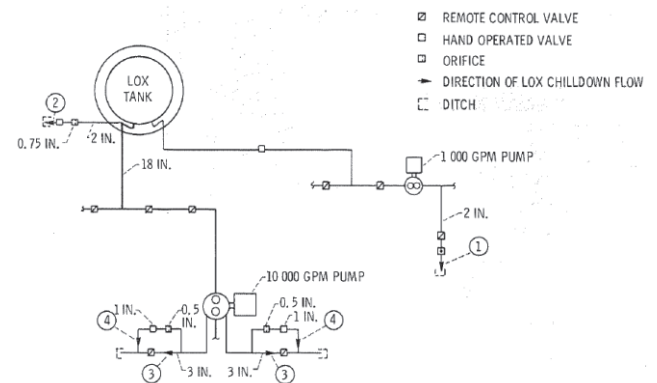 REMOTE CONTROL VALVE
HAND OPERATED VALVE
ORIFICE
DIRECTION OF LOX CHILLDOWN FLOW
DITCH
LOX
TANK
2
0.75 IN.
2 IN.
18 IN.
1 000 GPM PUMP
2 IN.
1
10 000 GPM PUMP
1 IN.
0.5
IN.
0.5 IN.
1 IN.
4
4
3 IN.
3
3 IN.
3